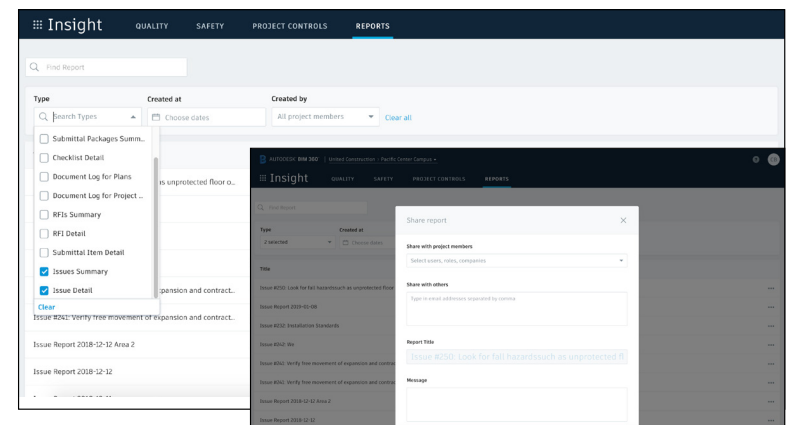 Insight QUALITY SAFETY PROJECT CONTROLS REPORTS
Find Report
Type Created at Created by
Search Types Choose dates All project members Clear all
Submittal Packages Summ...
Checklist Detail
Document Log for Plans
as unprotected floor o...
Document Log for Project ...
RFIs Summary
RFI Detail
Submittal Item Detail
Issues Summary
Issue Detail
xpansion and contract...
Clear
Issue #241: Verify free movement of expansion and contract...
Issue Report 2018-12-12 Area 2
Issue Report 2018-12-12
AUTODESK BIM 360 United Construction / Pacific Center Campus
Insight QUALITY SAFETY PROJECT CONTROLS REPORTS
Find Report
Type Created at
2 selected Choose dates
Title
Issue #250: Look for fall hazardssuch as unprotected floor
Issue Report 2019-01-08
Issue #252: Installation Standards
Issue #242: Verify free movement of expansion and contrac
Issue #241: Verify free movement of expansion and contrac
Issue Report 2018-12-12 Area 2
Issue Report 2018-12-12
Share report
Share with project members
Select users, roles, companies
Share with others
Type in email addresses separated by comma
Report Title
Issue #250: Look for fall hazardssuch as unprotected fl
Message